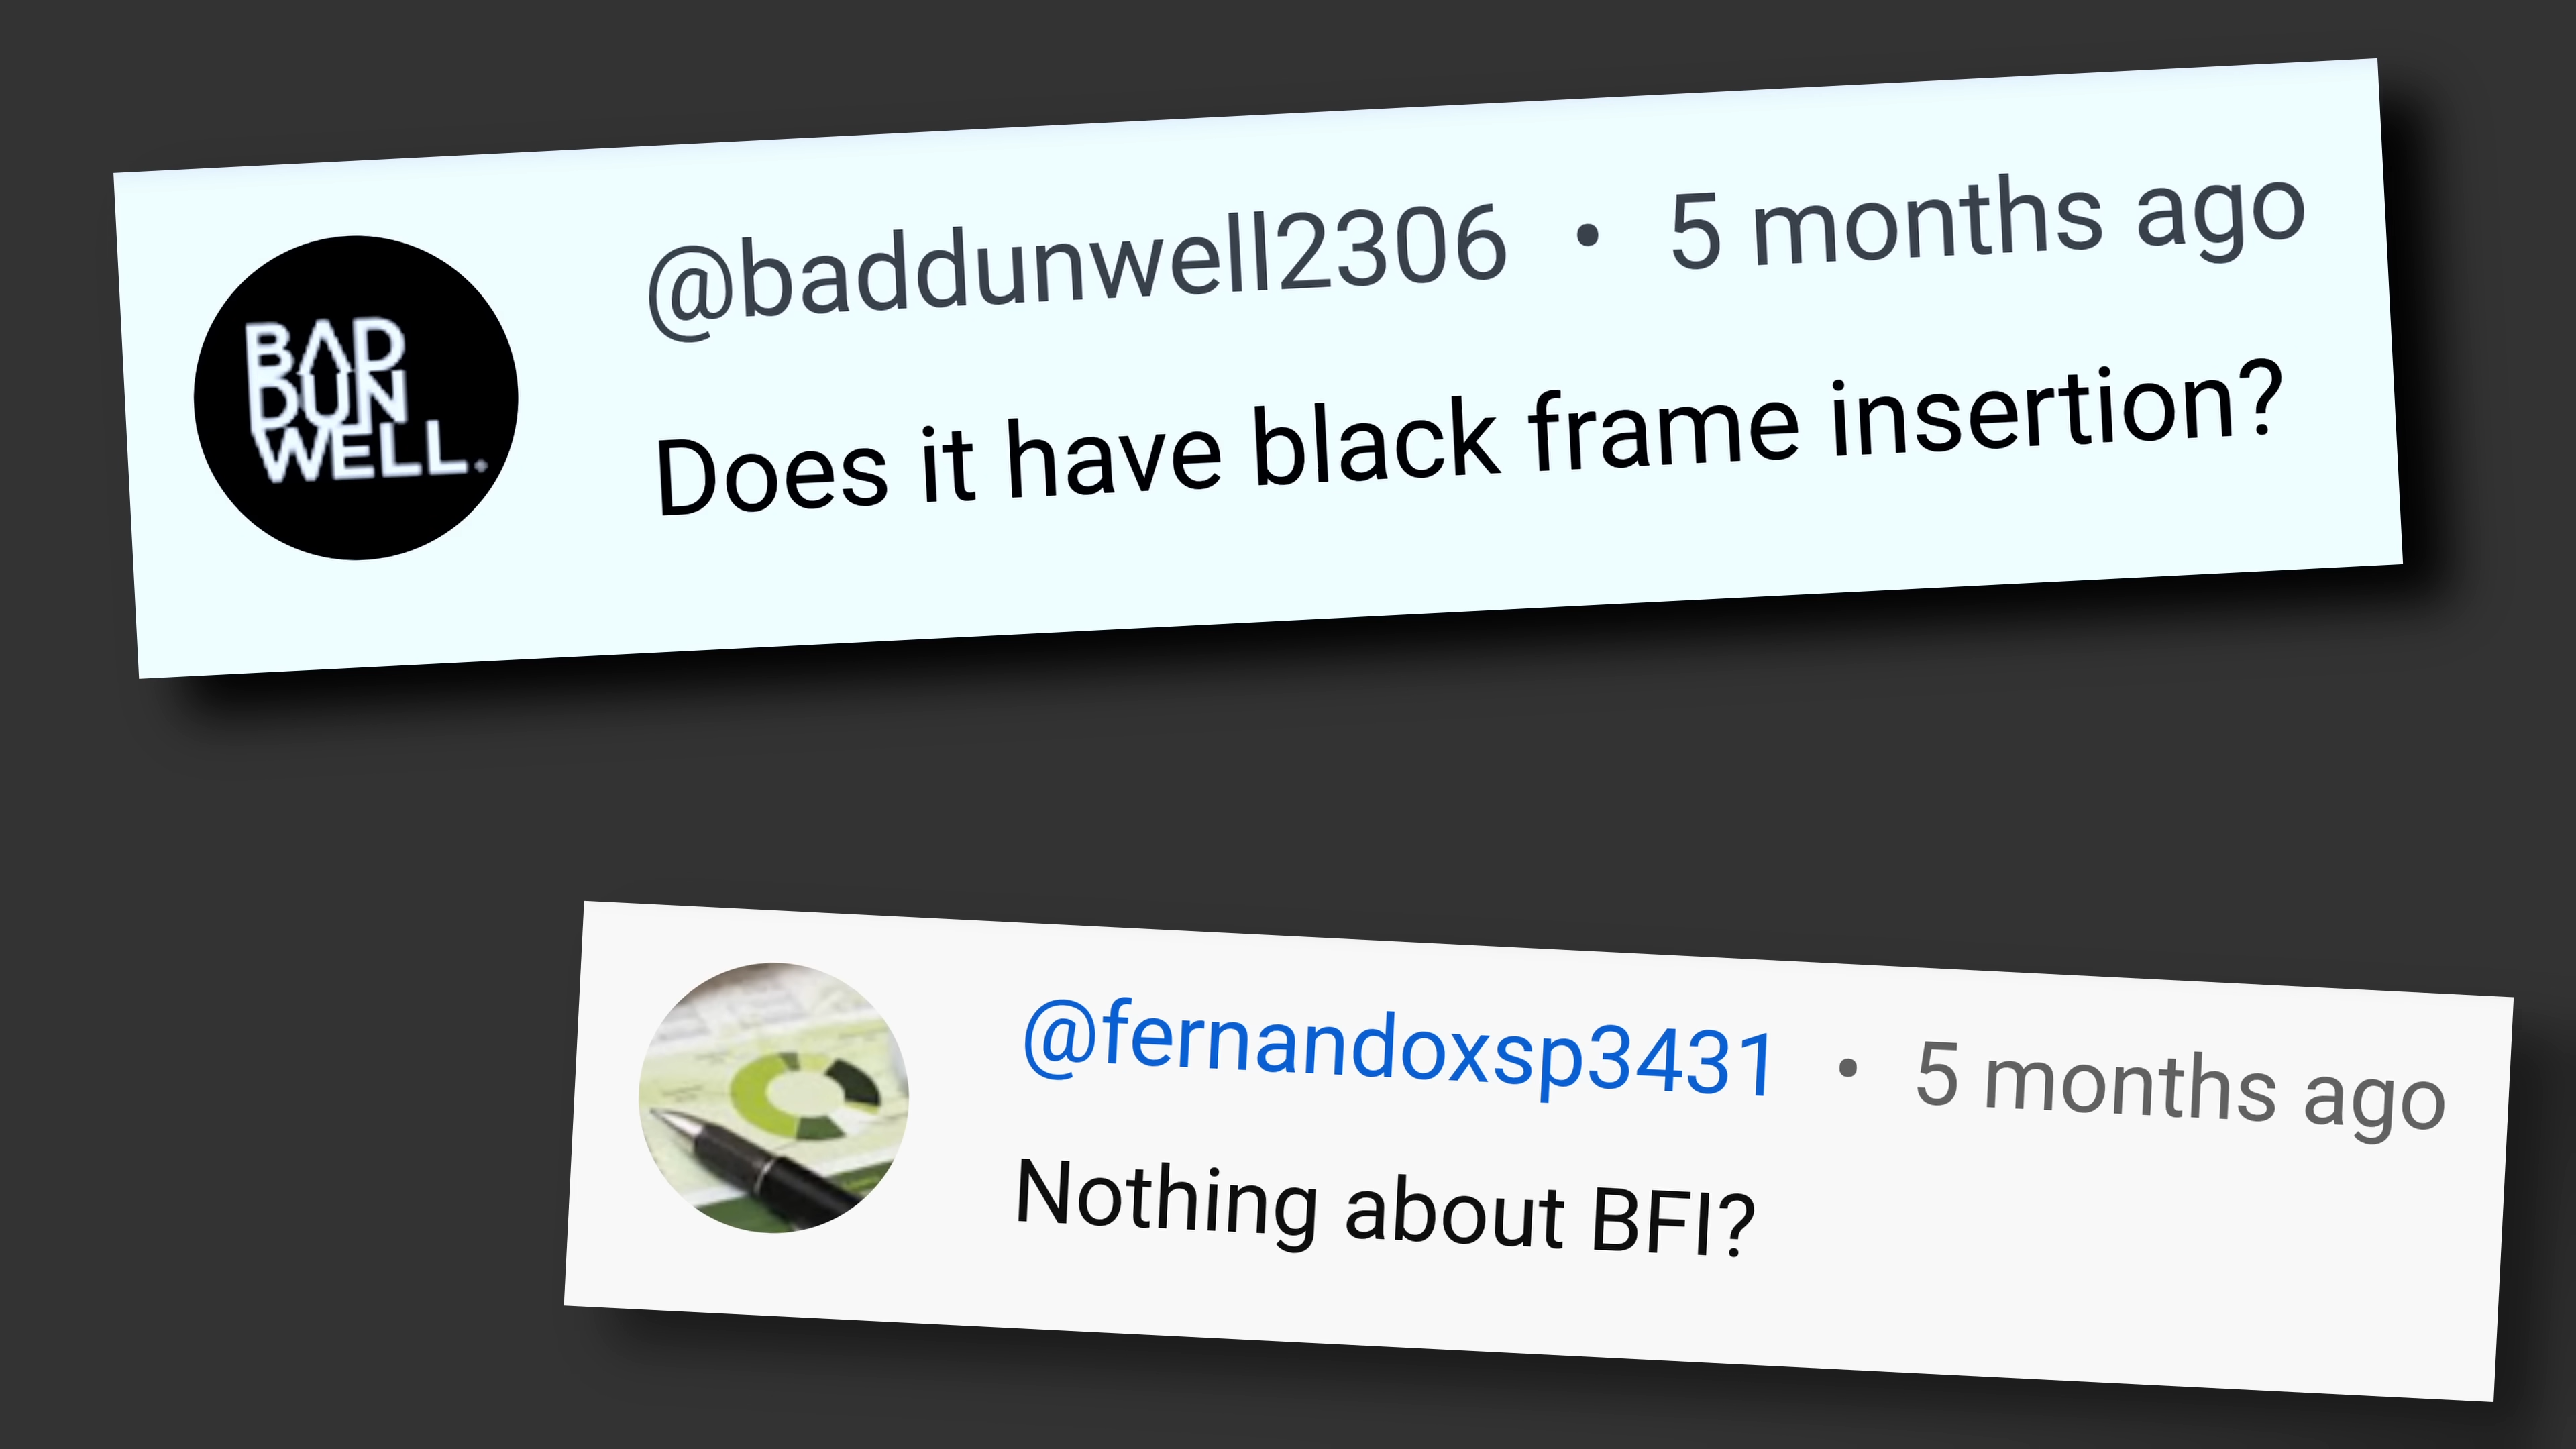 BAD
DUN
WELL.
@baddunwell2306 • 5 months ago
Does it have black frame insertion?
@fernandoxsp3431 • 5 months ago
Nothing about BFI?